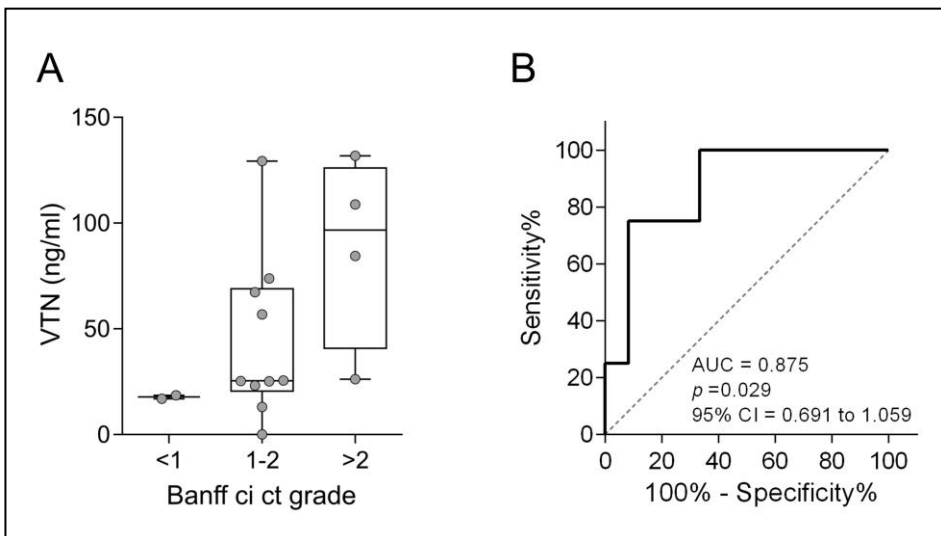 A
150
100
50
0
VTN (ng/ml)
<1
1-2
>2
Banff ci ct grade
B
100
80
60
40
20
0
Sensitivity%
AUC = 0.875
p =0.029
95% CI = 0.691 to 1.059
0 20 40 60 80 100
100% - Specificity%